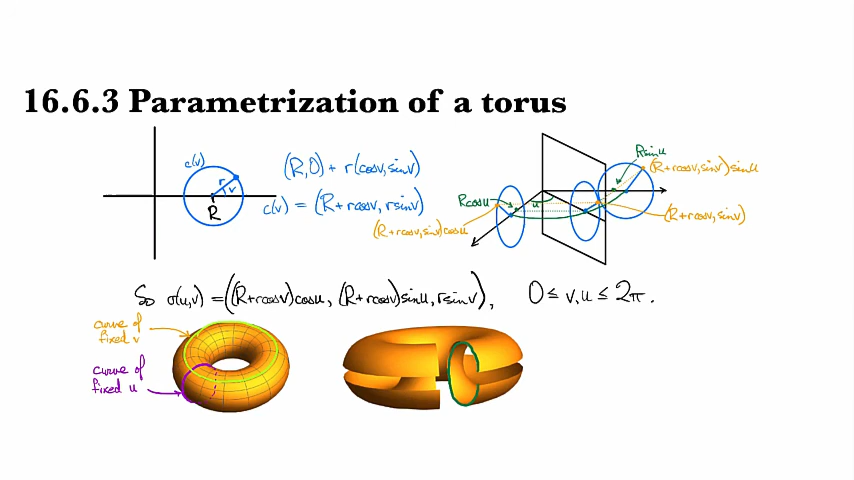 16.6.3 Parametrization of a torus
c(v)
r
v
R
(R,0) + r(cosv, sinv)
c(v) = (R+rcosv, rsinv)
Rsinu
(R+rcosv, sinv)sinu
Rcosu
u
(R+rcosv, sinv)cosu
(R+rcosv, sinv)
So σ(u,v) = ((R+rcosv)cosu, (R+rcosv)sinu, rsinv), 0 ≤ v,u ≤ 2π.
curve of
fixed v
curve of
fixed u